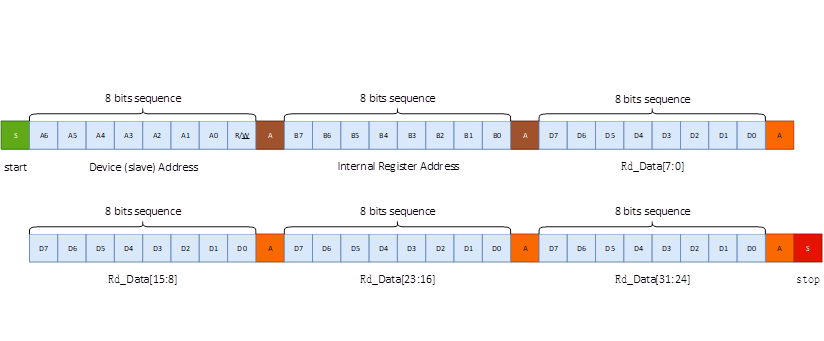 8 bits sequence 8 bits sequence 8 bits sequence
S A6 A5 A4 A3 A2 A1 A0 R/W A B7 B6 B5 B4 B3 B2 B1 B0 A D7 D6 D5 D4 D3 D2 D1 D0 A
start Device (slave) Address Internal Register Address Rd_Data[7:0]
8 bits sequence 8 bits sequence 8 bits sequence
D7 D6 D5 D4 D3 D2 D1 D0 A D7 D6 D5 D4 D3 D2 D1 D0 A D7 D6 D5 D4 D3 D2 D1 D0 A S
Rd_Data[15:8] Rd_Data[23:16] Rd_Data[31:24] stop